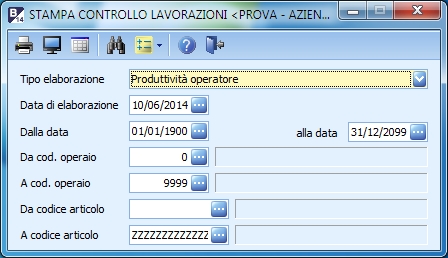 STAMPA CONTROLLO LAVORAZIONI <PROVA - AZIEN...
Tipo elaborazione Produttività operatore
Data di elaborazione 10/06/2014
Dalla data 01/01/1900 alla data 31/12/2099
Da cod. operaio 0
A cod. operaio 9999
Da codice articolo
A codice articolo ZZZZZZZZZZZZZ